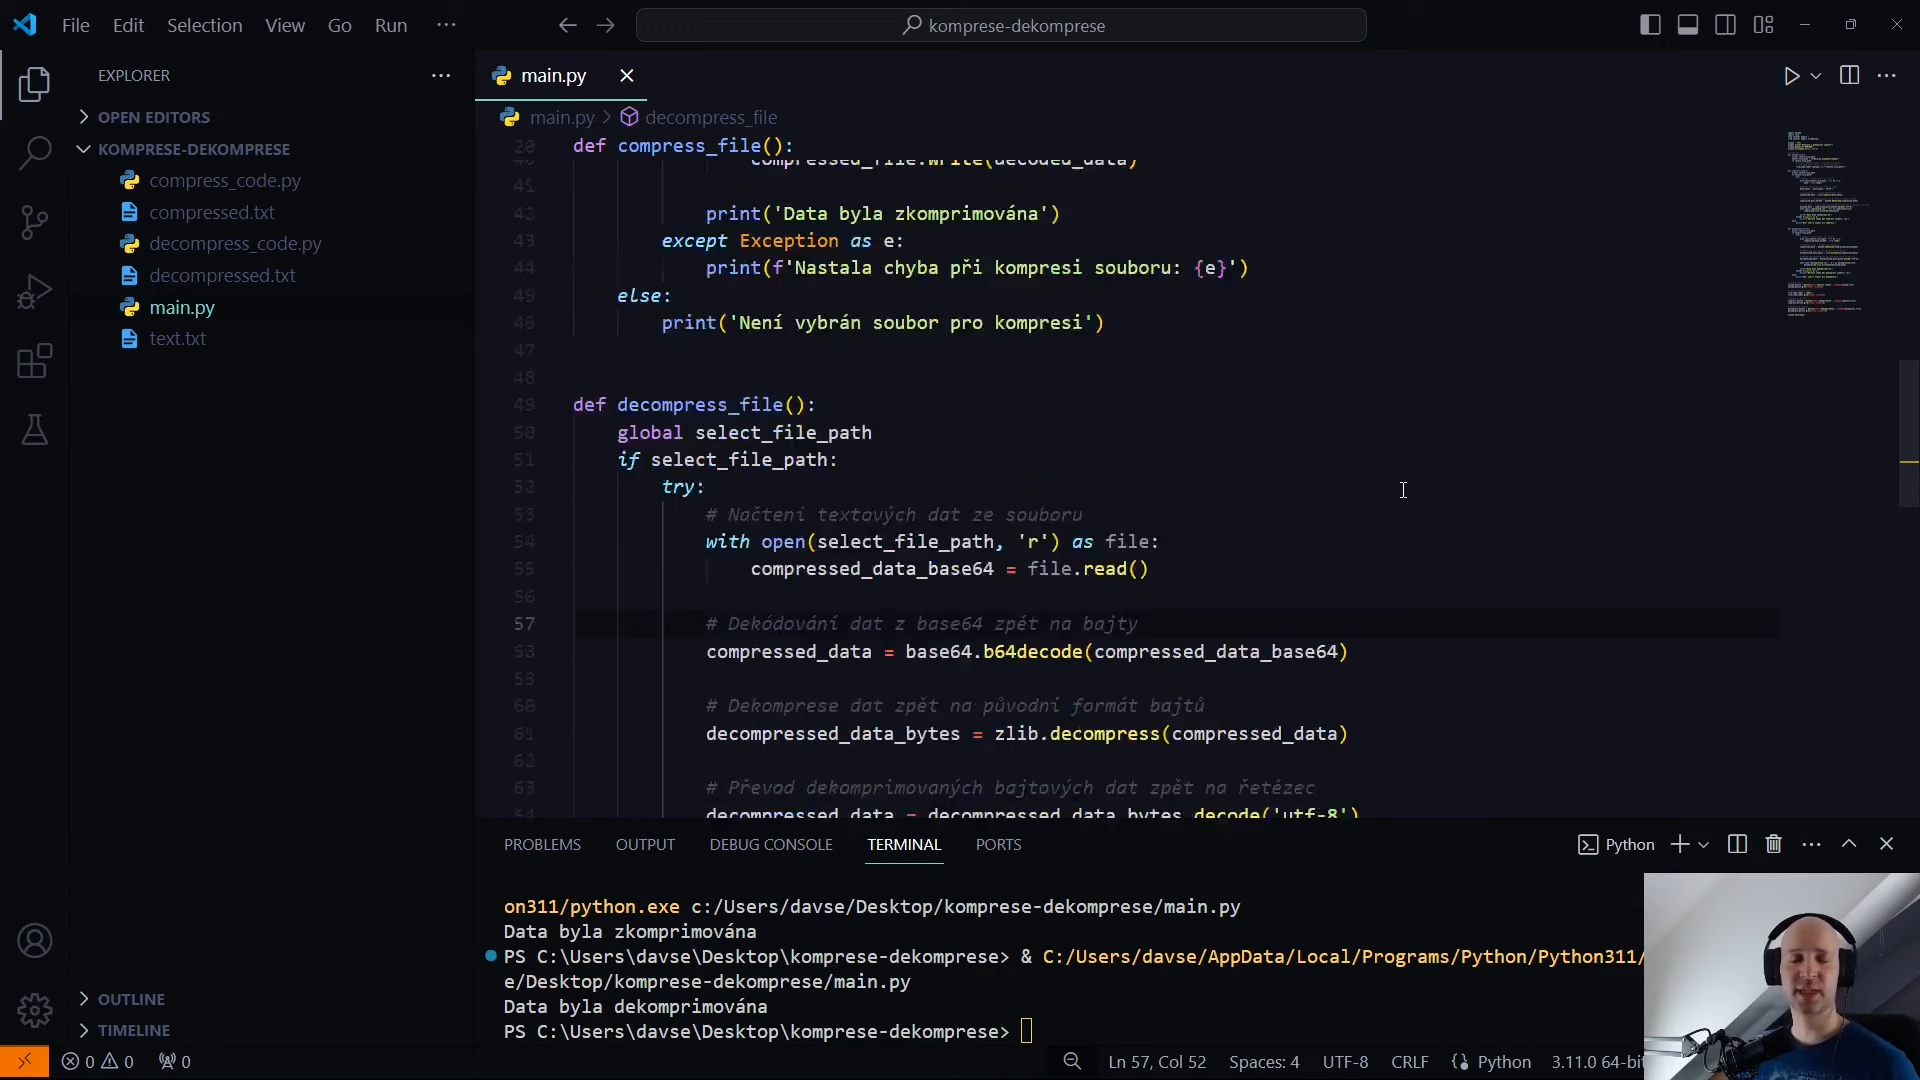 File Edit Selection View Go Run ···
komprese-dekomprese
EXPLORER
OPEN EDITORS
KOMPRESE-DEKOMPRESE
compress_code.py
compressed.txt
decompress_code.py
decompressed.txt
main.py
text.txt
OUTLINE
TIMELINE
main.py
main.py > decompress_file
20 def compress_file():
compressed_file.write(decoded_data)
41
42 print('Data byla zkomprimována')
43 except Exception as e:
44 print(f'Nastala chyba při kompresi souboru: {e}')
45 else:
46 print('Není vybrán soubor pro kompresi')
47
48
49 def decompress_file():
50 global select_file_path
51 if select_file_path:
52 try:
53 # Načtení textových dat ze souboru
54 with open(select_file_path, 'r') as file:
55 compressed_data_base64 = file.read()
56
57 # Dekódování dat z base64 zpět na bajty
58 compressed_data = base64.b64decode(compressed_data_base64)
59
60 # Dekomprese dat zpět na původní formát bajtů
61 decompressed_data_bytes = zlib.decompress(compressed_data)
62
63 # Převod dekomprimovaných bajtových dat zpět na řetězec
64 decompressed_data = decompressed_data_bytes.decode('utf-8')
PROBLEMS OUTPUT DEBUG CONSOLE TERMINAL PORTS
Python
on311/python.exe c:/Users/davse/Desktop/komprese-dekomprese/main.py
Data byla zkomprimována
PS C:\Users\davse\Desktop\komprese-dekomprese> & C:/Users/davse/AppData/Local/Programs/Python/Python311/
e/Desktop/komprese-dekomprese/main.py
Data byla dekomprimována
PS C:\Users\davse\Desktop\komprese-dekomprese>
0 0 0
Ln 57, Col 52 Spaces: 4 UTF-8 CRLF Python 3.11.0 64-bit